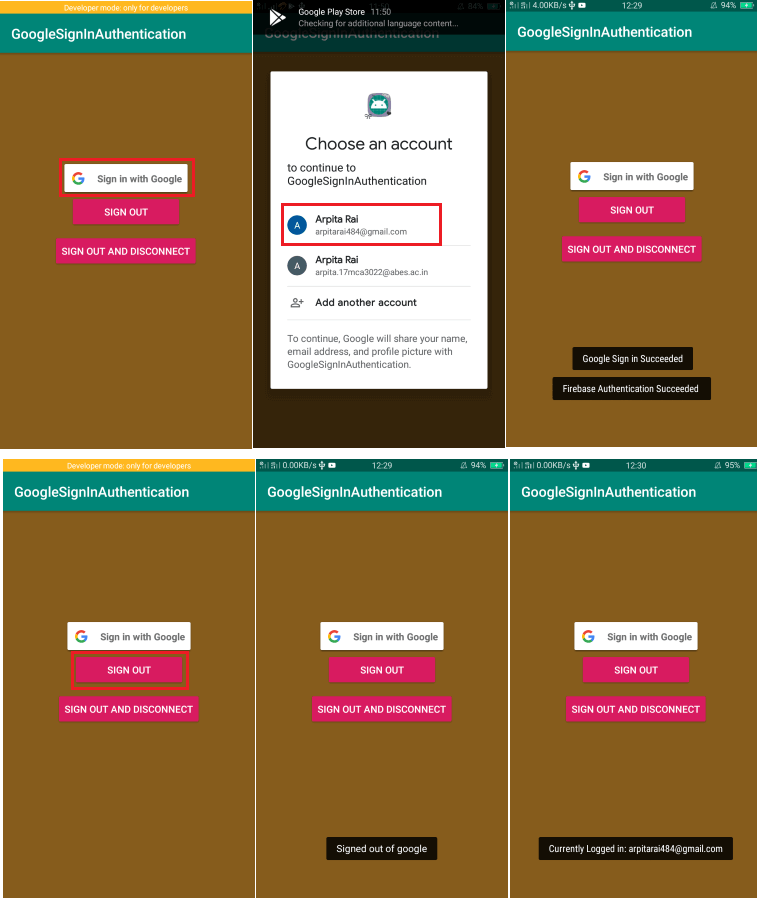 Developer mode: only for developers
GoogleSignInAuthentication
Sign in with Google
SIGN OUT
SIGN OUT AND DISCONNECT
Google Play Store 11:50
Checking for additional language content...
84%
GoogleSignInAuthentication
Choose an account
to continue to
GoogleSignInAuthentication
A
Arpita Rai
arpitarai484@gmail.com
A
Arpita Rai
arpita.17mca3022@abes.ac.in
Add another account
To continue, Google will share your name,
email address, and profile picture with
GoogleSignInAuthentication.
4.00KB/s 12:29 94%
GoogleSignInAuthentication
Sign in with Google
SIGN OUT
SIGN OUT AND DISCONNECT
Google Sign in Succeeded
Firebase Authentication Succeeded
Developer mode: only for developers
GoogleSignInAuthentication
Sign in with Google
SIGN OUT
SIGN OUT AND DISCONNECT
0.00KB/s 12:29 94%
GoogleSignInAuthentication
Sign in with Google
SIGN OUT
SIGN OUT AND DISCONNECT
Signed out of google
0.00KB/s 12:30 95%
GoogleSignInAuthentication
Sign in with Google
SIGN OUT
SIGN OUT AND DISCONNECT
Currently Logged in: arpitarai484@gmail.com